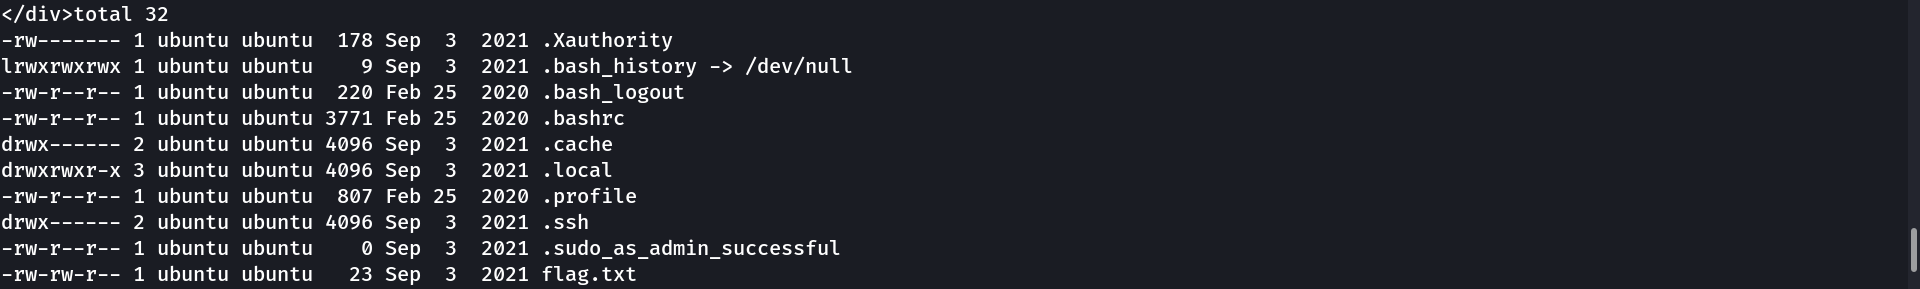 </div>total 32
-rw------- 1 ubuntu ubuntu  178 Sep  3  2021 .Xauthority
lrwxrwxrwx 1 ubuntu ubuntu    9 Sep  3  2021 .bash_history -> /dev/null
-rw-r--r-- 1 ubuntu ubuntu  220 Feb 25  2020 .bash_logout
-rw-r--r-- 1 ubuntu ubuntu 3771 Feb 25  2020 .bashrc
drwx------ 2 ubuntu ubuntu 4096 Sep  3  2021 .cache
drwxrwxr-x 3 ubuntu ubuntu 4096 Sep  3  2021 .local
-rw-r--r-- 1 ubuntu ubuntu  807 Feb 25  2020 .profile
drwx------ 2 ubuntu ubuntu 4096 Sep  3  2021 .ssh
-rw-r--r-- 1 ubuntu ubuntu    0 Sep  3  2021 .sudo_as_admin_successful
-rw-rw-r-- 1 ubuntu ubuntu   23 Sep  3  2021 flag.txt